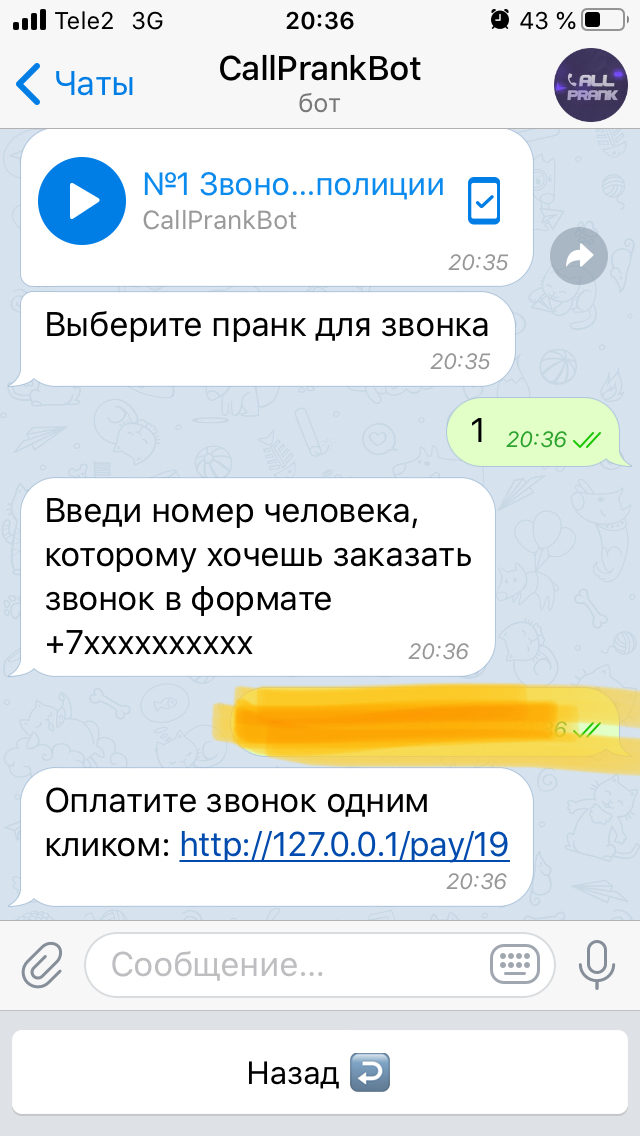 Tele2 3G 20:36 43 %
Чаты
CallPrankBot
бот
ALL
PRANK
№1 Звоно...полиции
CallPrankBot
20:35
Выберите пранк для звонка
20:35
1 20:36
Введи номер человека,
которому хочешь заказать
звонок в формате
+7xxxxxxxxxx
20:36
6
Оплатите звонок одним
кликом: http://127.0.0.1/pay/19
20:36
Сообщение...
Назад